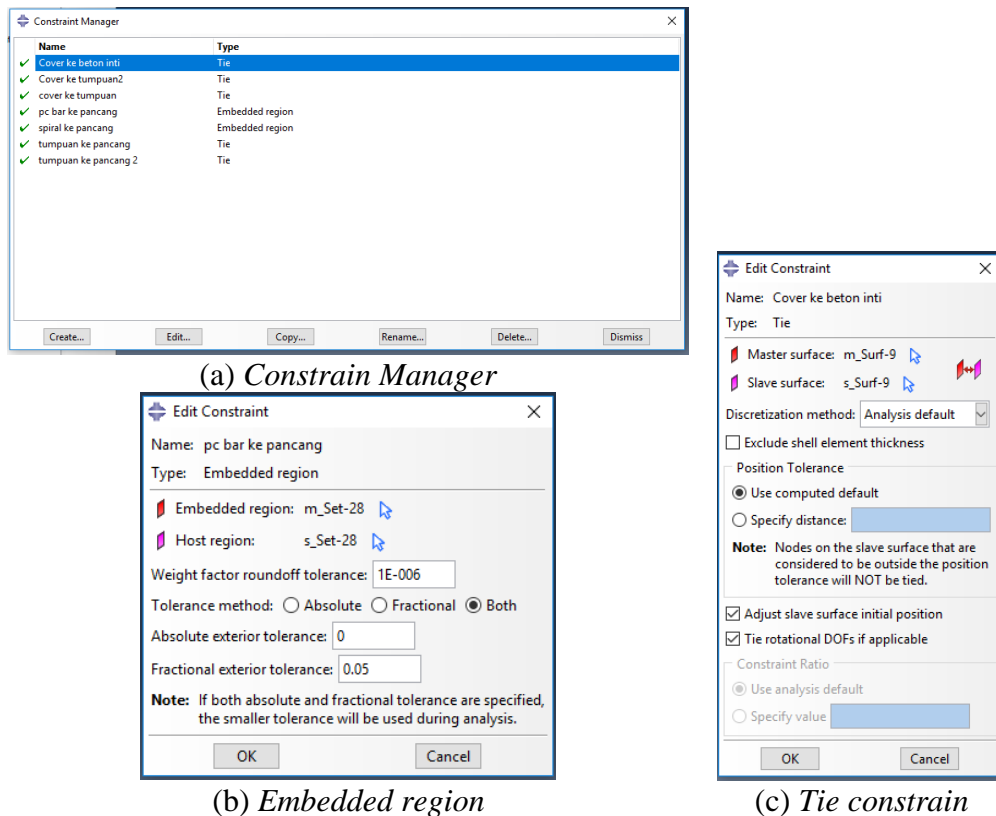 Constraint Manager
Name Type
Cover ke beton inti Tie
Cover ke tumpuan2 Tie
cover ke tumpuan Tie
pc bar ke pancang Embedded region
spiral ke pancang Embedded region
tumpuan ke pancang Tie
tumpuan ke pancang 2 Tie
Create... Edit... Copy... Rename... Delete... Dismiss
(a) Constrain Manager
Edit Constraint
Name: pc bar ke pancang
Type: Embedded region
Embedded region: m_Set-28
Host region: s_Set-28
Weight factor roundoff tolerance: 1E-006
Tolerance method: Absolute Fractional Both
Absolute exterior tolerance: 0
Fractional exterior tolerance: 0.05
Note: If both absolute and fractional tolerance are specified,
the smaller tolerance will be used during analysis.
OK Cancel
(b) Embedded region
Edit Constraint
Name: Cover ke beton inti
Type: Tie
Master surface: m_Surf-9
Slave surface: s_Surf-9
Discretization method: Analysis default
Exclude shell element thickness
Position Tolerance
Use computed default
Specify distance:
Note: Nodes on the slave surface that are
considered to be outside the position
tolerance will NOT be tied.
Adjust slave surface initial position
Tie rotational DOFs if applicable
Constraint Ratio
Use analysis default
Specify value
OK Cancel
(c) Tie constrain